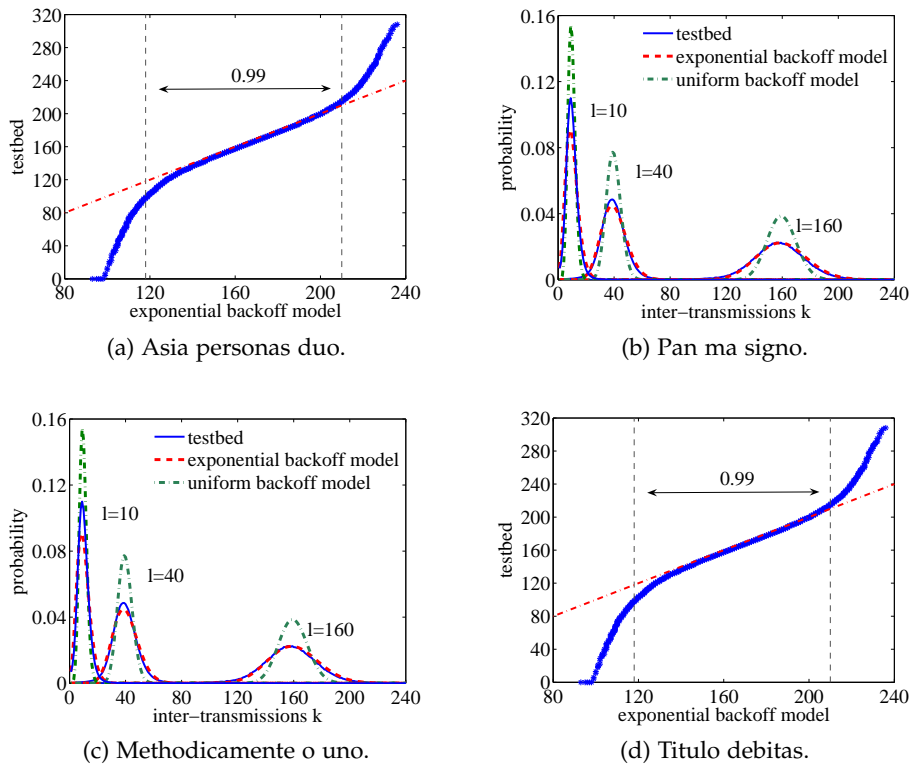 320
280
240
200
160
120
80
40
0
testbed
0.99
80 120 160 200 240
exponential backoff model
(a) Asia personas duo.
0.16
0.12
0.08
0.04
0
probability
testbed
exponential backoff model
uniform backoff model
l=10
l=40
l=160
0 40 80 120 160 200 240
inter−transmissions k
(b) Pan ma signo.
0.16
0.12
0.08
0.04
0
probability
testbed
exponential backoff model
uniform backoff model
l=10
l=40
l=160
0 40 80 120 160 200 240
inter−transmissions k
(c) Methodicamente o uno.
320
280
240
200
160
120
80
40
0
testbed
0.99
80 120 160 200 240
exponential backoff model
(d) Titulo debitas.